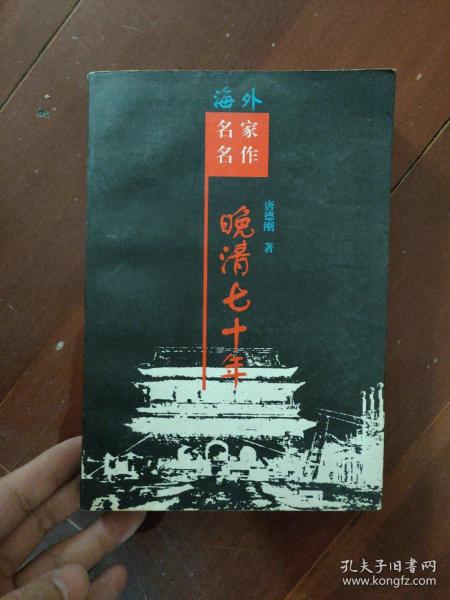 海外
名家
名作
唐德刚 著
晚清七十年
孔夫子旧书网
www.kongfz.com